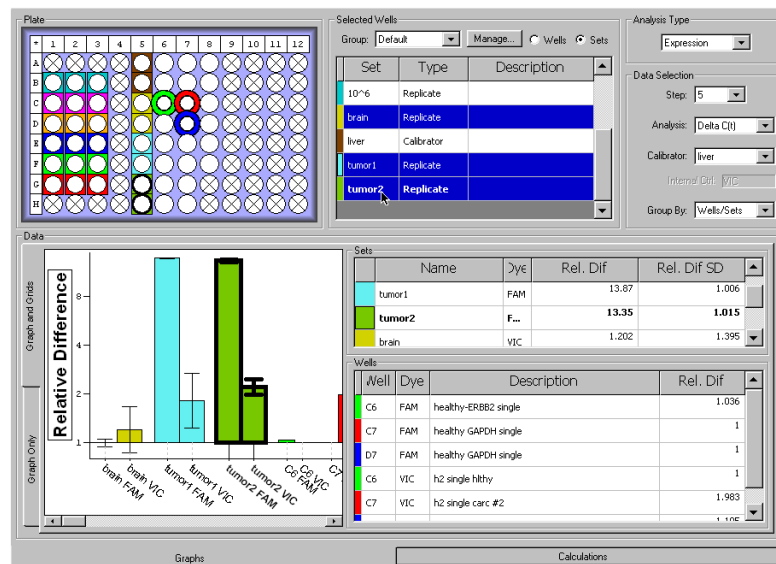 Plate
* 1 2 3 4 5 6 7 8 9 10 11 12
A
B
C
D
E
F
G
H
Selected Wells
Group: Default Manage... Wells Sets
Set Type Description
10^6 Replicate
brain Replicate
liver Calibrator
tumor1 Replicate
tumor2 Replicate
Analysis Type
Expression
Data Selection
Step: 5
Analysis: Delta C(t)
Calibrator: liver
Internal Ctrl: VIC
Group By: Wells/Sets
Data
Graph and Grids
Graph Only
Relative Difference
8
4
2
1
brain FAM
brain VIC
tumor1 FAM
tumor1 VIC
tumor2 FAM
tumor2 VIC
C6 FAM
C6 VIC
C7
Sets
Name Dye Rel. Dif Rel. Dif SD
tumor1 FAM 13.87 1.006
tumor2 F... 13.35 1.015
brain VIC 1.202 1.395
Wells
Well Dye Description Rel. Dif
C6 FAM healthy-ERBB2 single 1.036
C7 FAM healthy GAPDH single 1
D7 FAM healthy GAPDH single 1
C6 VIC h2 single hlthy 1
C7 VIC h2 single carc #2 1.983
Graphs
Calculations